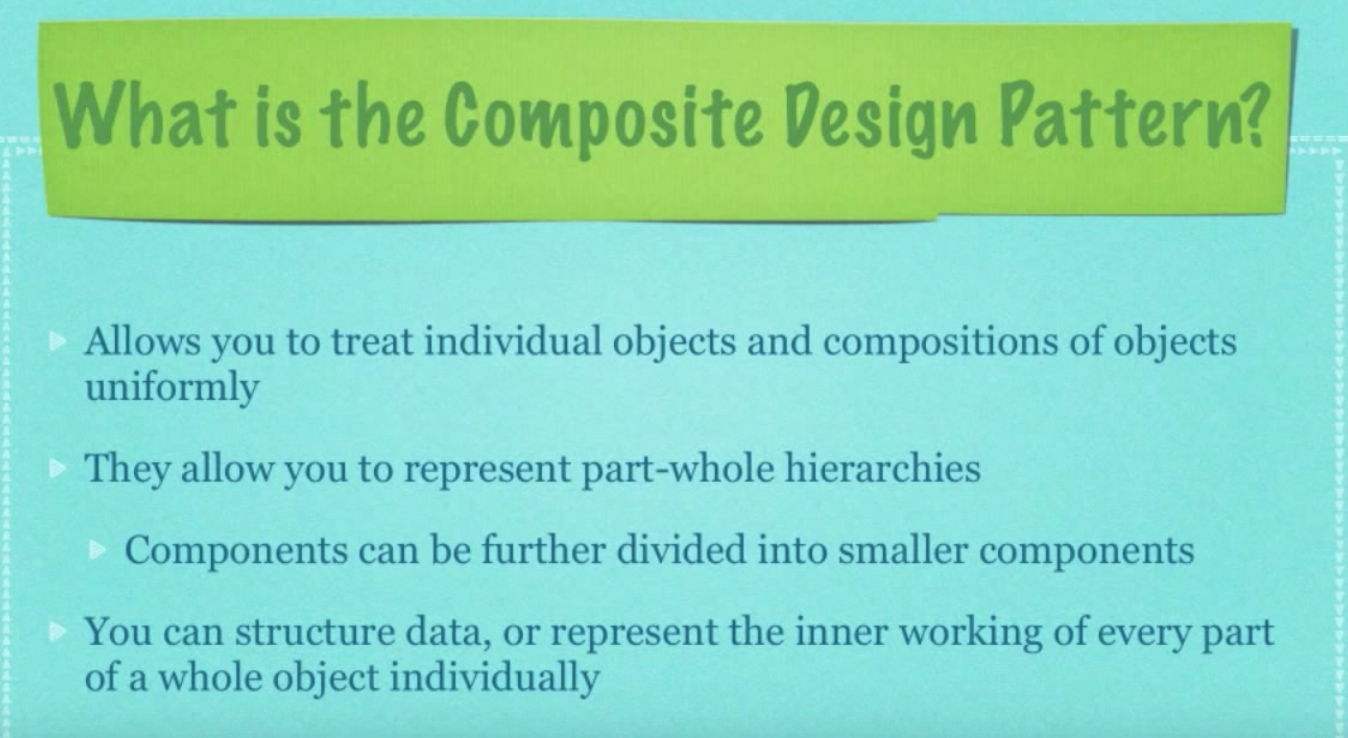 What is the Composite Design Pattern?
Allows you to treat individual objects and compositions of objects
uniformly
They allow you to represent part-whole hierarchies
Components can be further divided into smaller components
You can structure data, or represent the inner working of every part
of a whole object individually